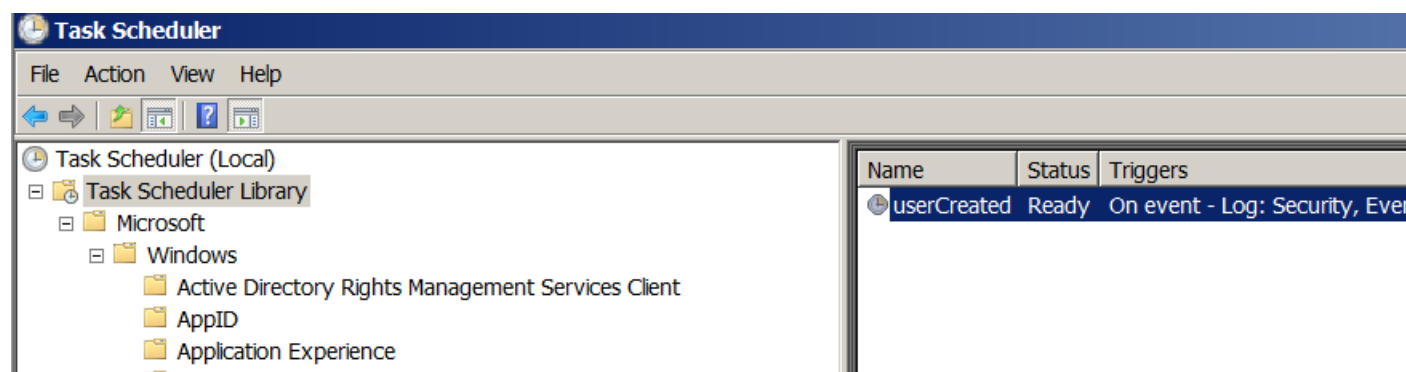 Task Scheduler
File Action View Help
Task Scheduler (Local)
Task Scheduler Library
Microsoft
Windows
Active Directory Rights Management Services Client
AppID
Application Experience
Name Status Triggers
userCreated Ready On event - Log: Security,